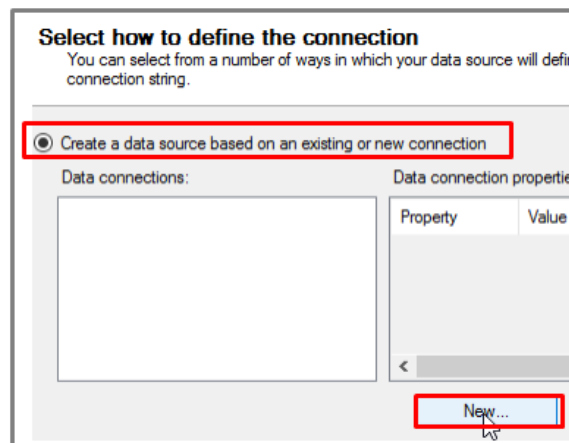 Select how to define the connection
You can select from a number of ways in which your data source will defi
connection string.
Create a data source based on an existing or new connection
Data connections:
Data connection propertie
Property
Value
New...